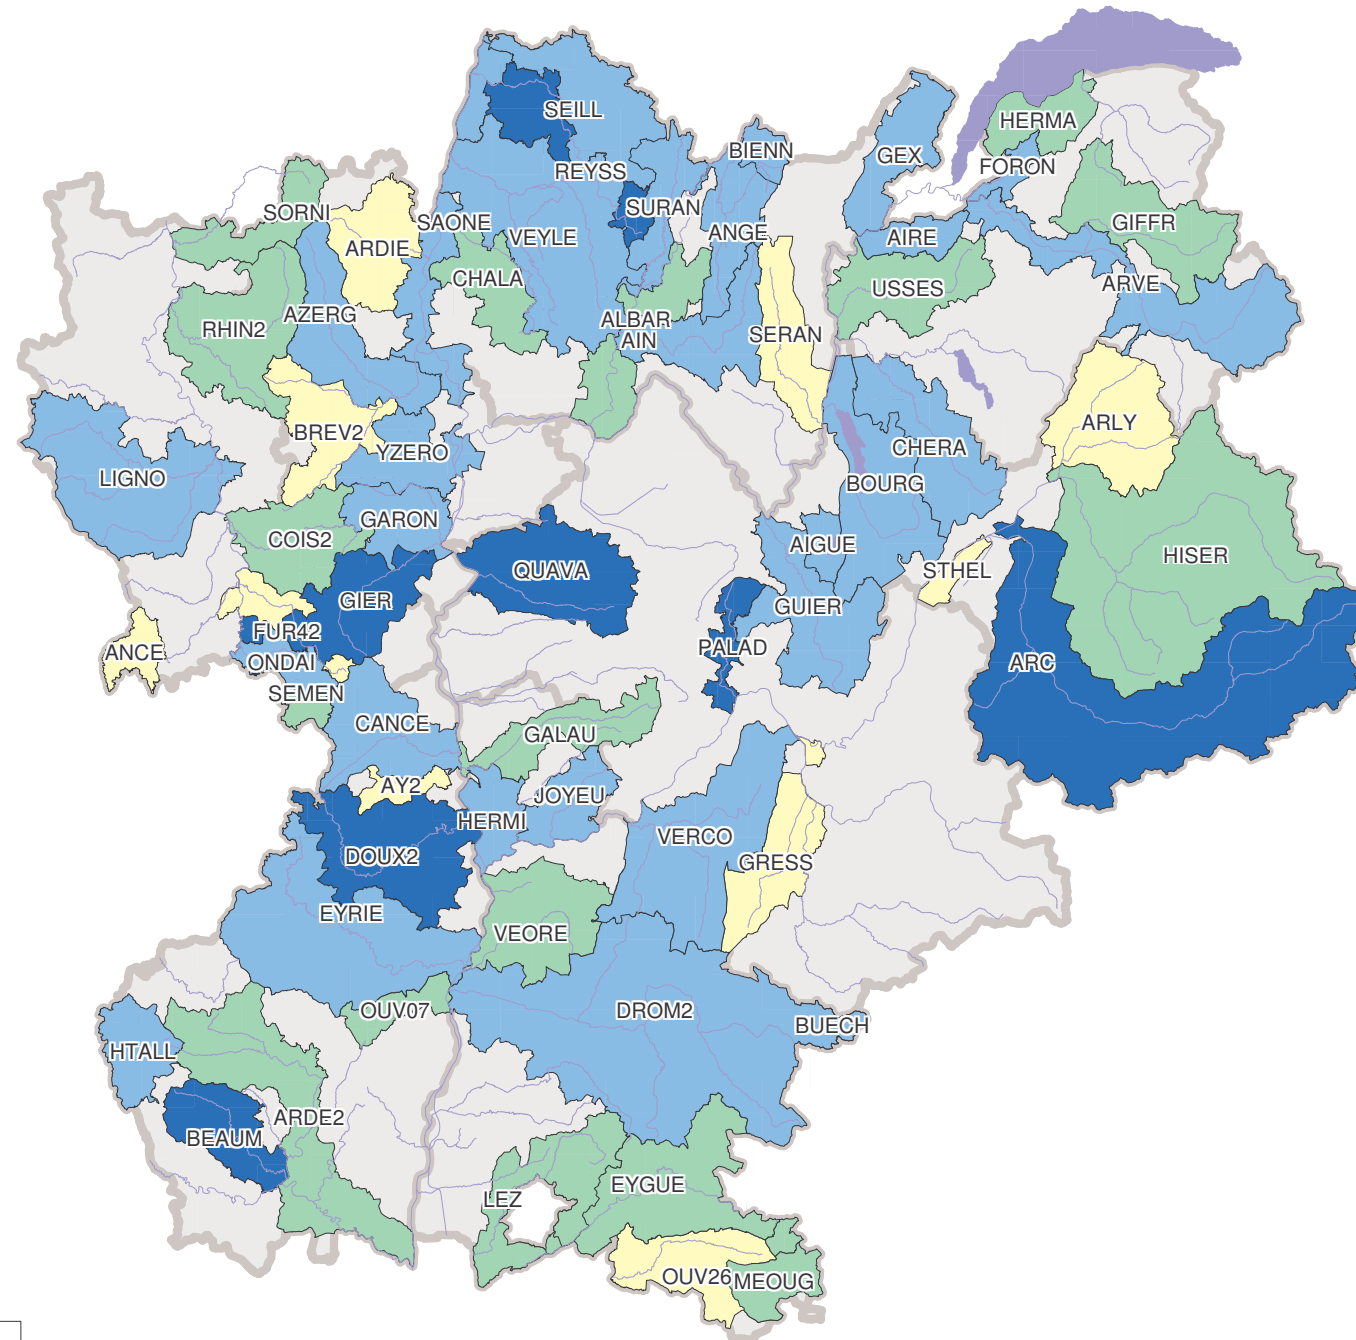 SEILL
HERMA
BIENN
GEX
FORON
REYSS
SORNI
SAONE
SURAN
ARDIE
VEYLE
ANGE
AIRE
GIFFR
CHALA
USSES
ARVE
AZERG
RHIN2
ALBAR
AIN
SERAN
ARLY
BREV2
YZERO
CHERA
LIGNO
BOURG
GARON
COIS2
AIGUE
HISER
QUAVA
STHEL
GIER
GUIER
FUR42
ANCE
ONDAI
PALAD
ARC
SEMEN
CANCE
GALAU
AY2
JOYEU
HERMI
VERCO
DOUX2
GRESS
EYRIE
VEORE
OUV07
DROM2
BUECH
HTALL
ARDE2
BEAUM
EYGUE
LEZ
OUV26
MEOUG